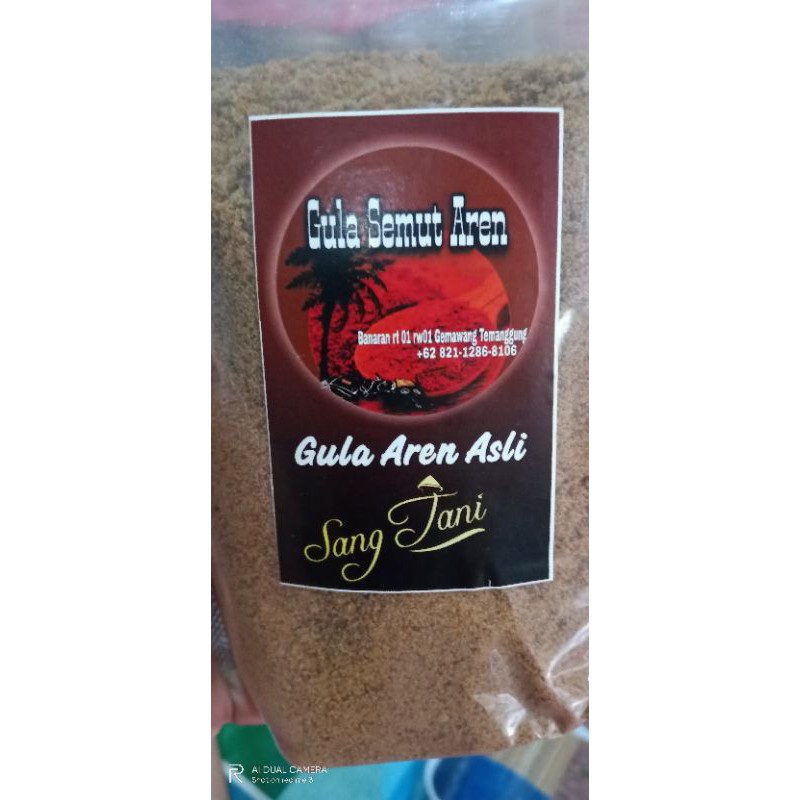 Gula Semut Aren
Banaran rt 01 rw01 Gemawang Temanggung
+62 821-1286-8106
Gula Aren Asli
Sang Tani
R AI DUAL CAMERA